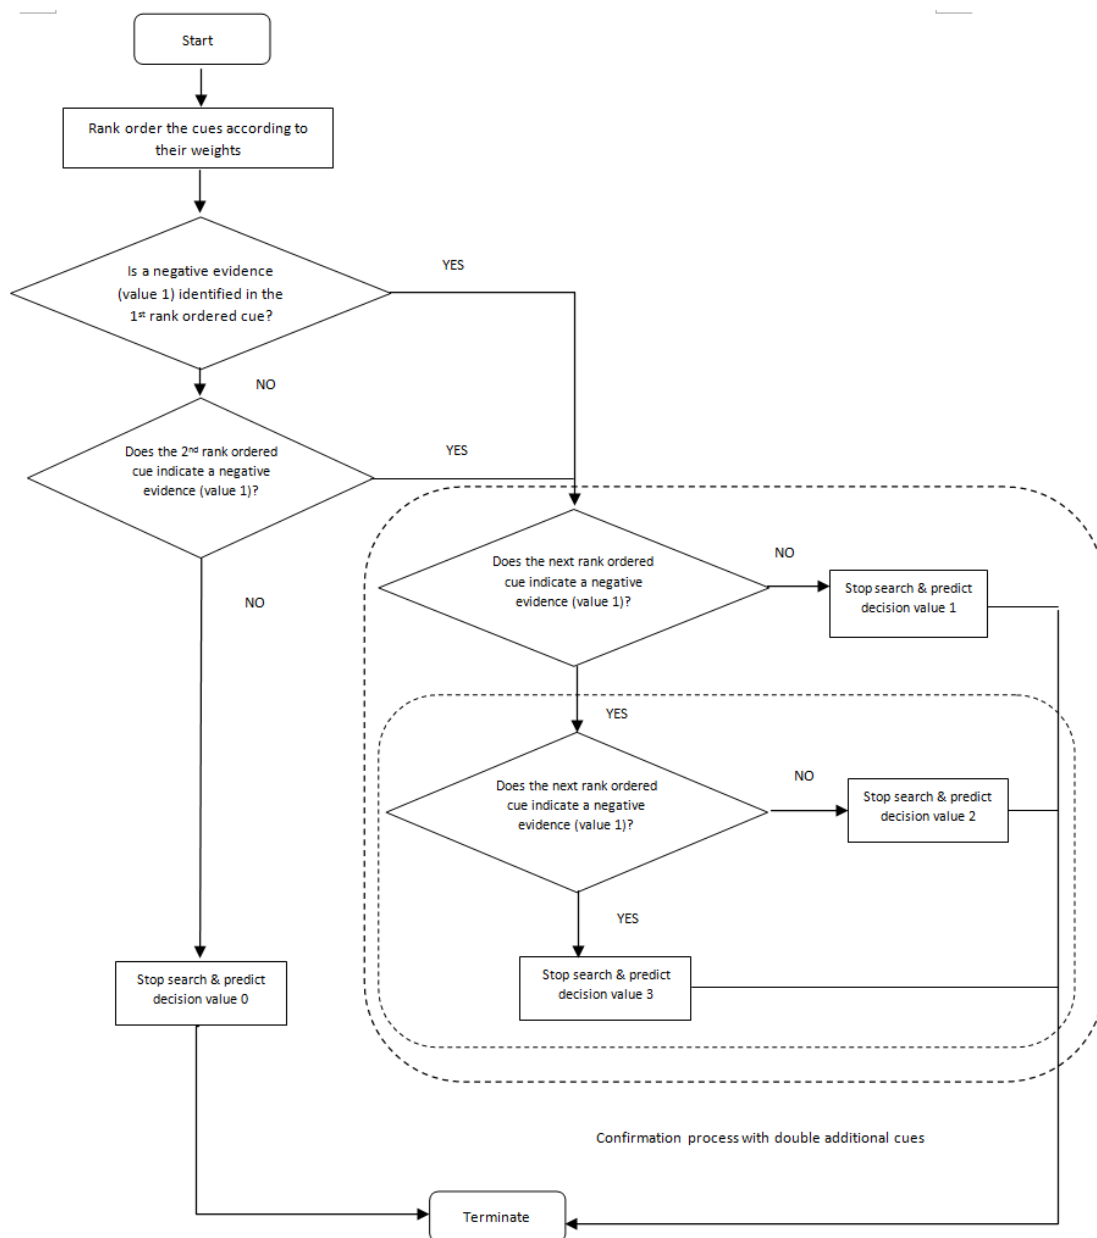 Start
Rank order the cues according to
their weights
Is a negative evidence
(value 1) identified in the
1st rank ordered cue?
YES
NO
Does the 2nd rank ordered
cue indicate a negative
evidence (value 1)?
YES
NO
Does the next rank ordered
cue indicate a negative
evidence (value 1)?
NO
Stop search & predict
decision value 1
YES
Does the next rank ordered
cue indicate a negative
evidence (value 1)?
NO
Stop search & predict
decision value 2
YES
Stop search & predict
decision value 3
Stop search & predict
decision value 0
Confirmation process with double additional cues
Terminate